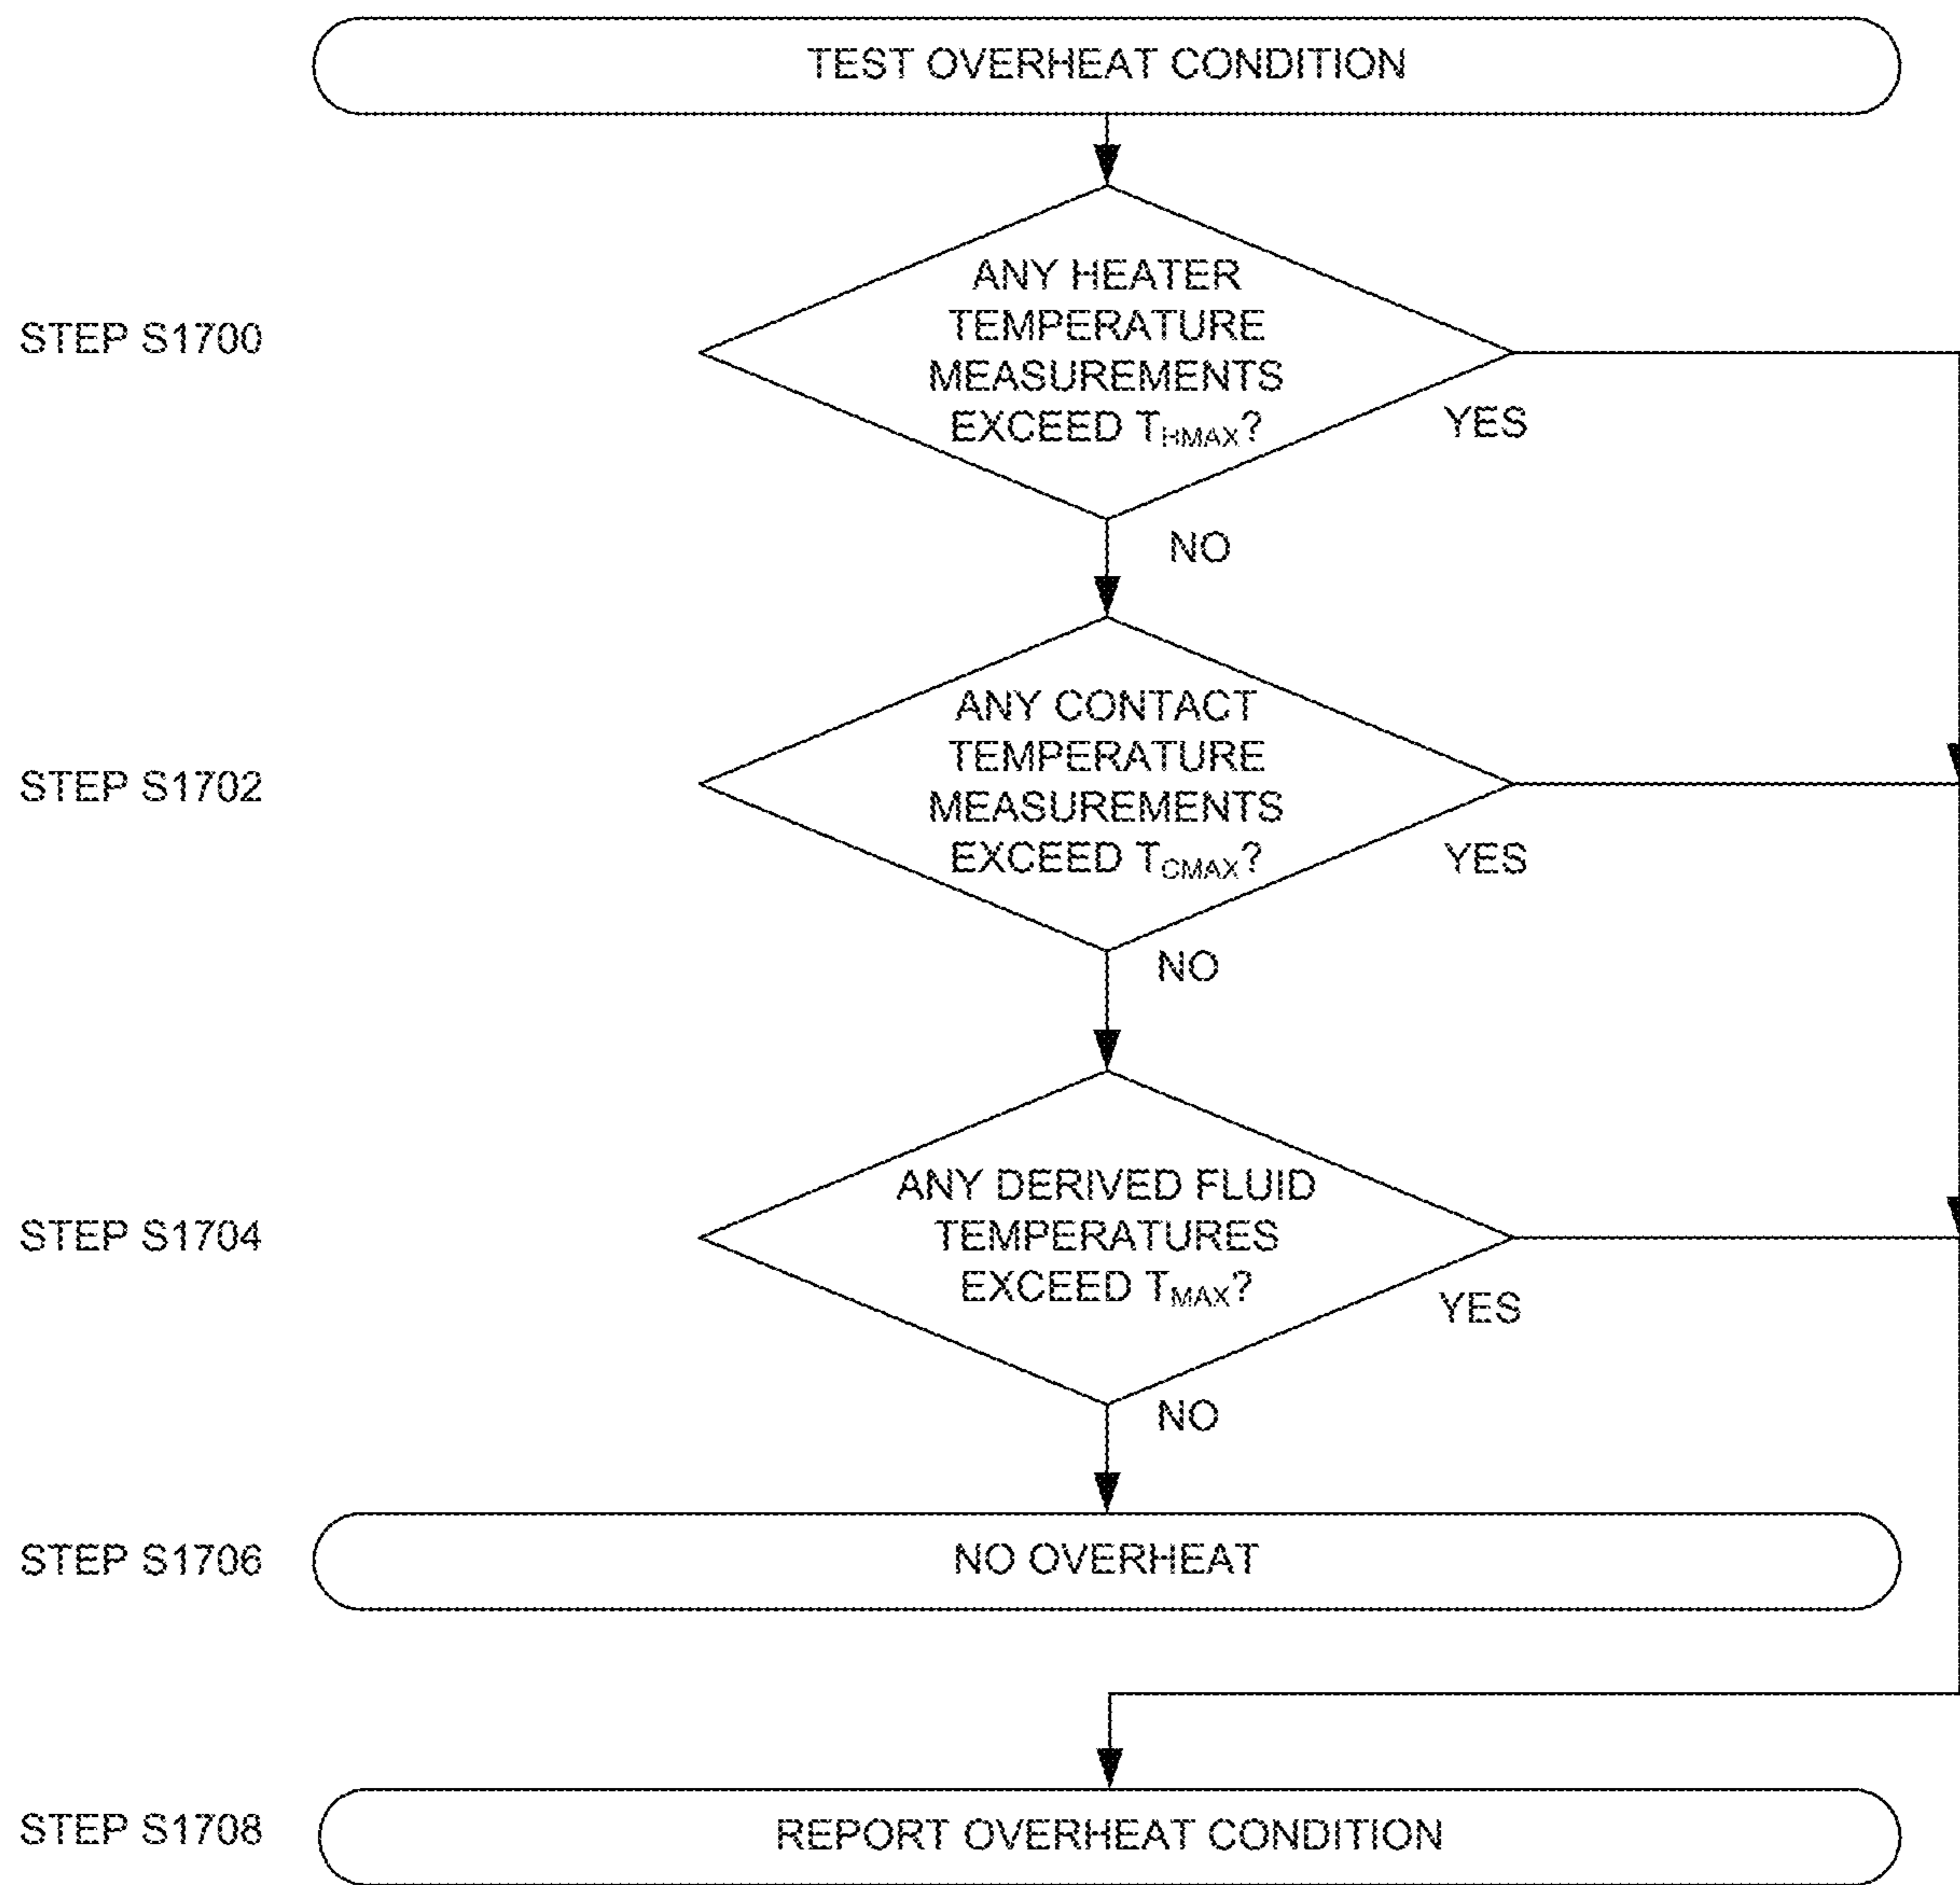 TEST OVERHEAT CONDITION
STEP S1700
ANY HEATER
TEMPERATURE
MEASUREMENTS
EXCEED THMAX?
YES
NO
STEP S1702
ANY CONTACT
TEMPERATURE
MEASUREMENTS
EXCEED TCMAX?
YES
NO
STEP S1704
ANY DERIVED FLUID
TEMPERATURES
EXCEED TMAX?
YES
NO
STEP S1706
NO OVERHEAT
STEP S1708
REPORT OVERHEAT CONDITION